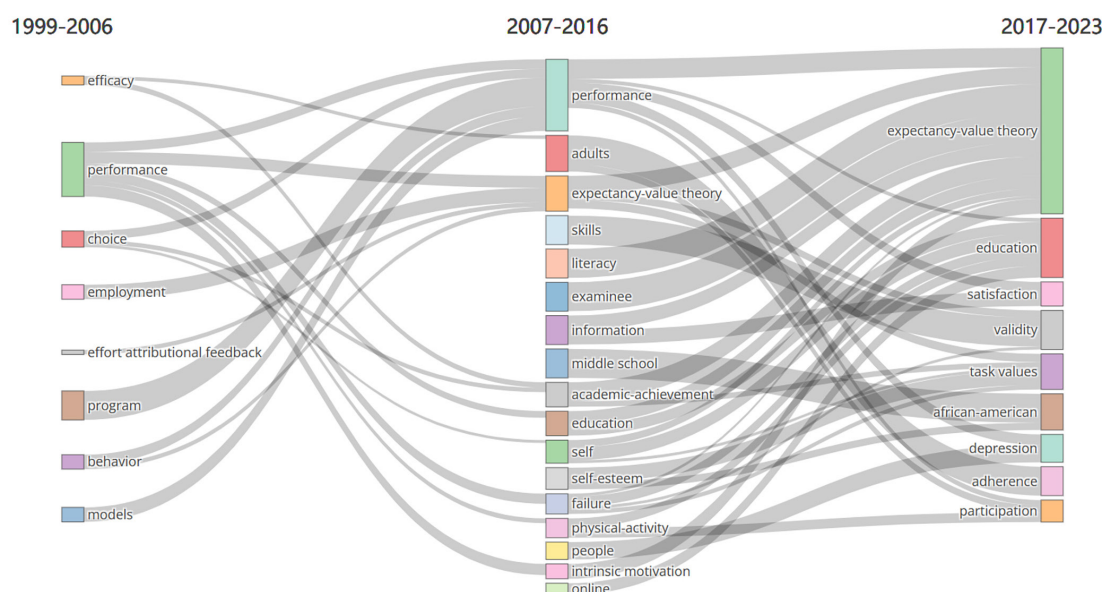 1999-2006
2007-2016
2017-2023
efficacy
performance
choice
employment
effort attributional feedback
program
behavior
models
performance
adults
expectancy-value theory
skills
literacy
examinee
information
middle school
academic-achievement
education
self
self-esteem
failure
physical-activity
people
intrinsic motivation
online
expectancy-value theory
education
satisfaction
validity
task values
african-american
depression
adherence
participation